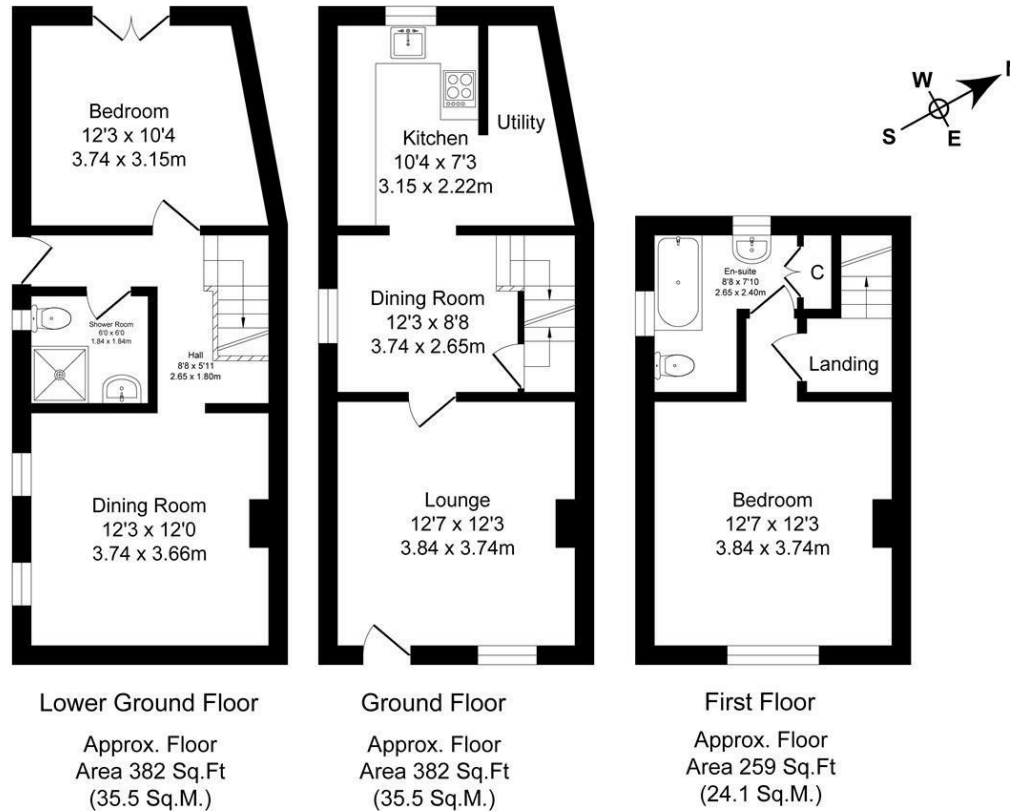 Bedroom
12'3 x 10'4
3.74 x 3.15m
Shower Room
6'0 x 6'0
1.84 x 1.84m
Hall
8'8 x 5'11
2.65 x 1.80m
Dining Room
12'3 x 12'0
3.74 x 3.66m
Lower Ground Floor
Approx. Floor
Area 382 Sq.Ft
(35.5 Sq.M.)
Kitchen
10'4 x 7'3
3.15 x 2.22m
Utility
Dining Room
12'3 x 8'8
3.74 x 2.65m
Lounge
12'7 x 12'3
3.84 x 3.74m
Ground Floor
Approx. Floor
Area 382 Sq.Ft
(35.5 Sq.M.)
W
N
S
E
En-suite
8'8 x 7'10
2.65 x 2.40m
C
Landing
Bedroom
12'7 x 12'3
3.84 x 3.74m
First Floor
Approx. Floor
Area 259 Sq.Ft
(24.1 Sq.M.)